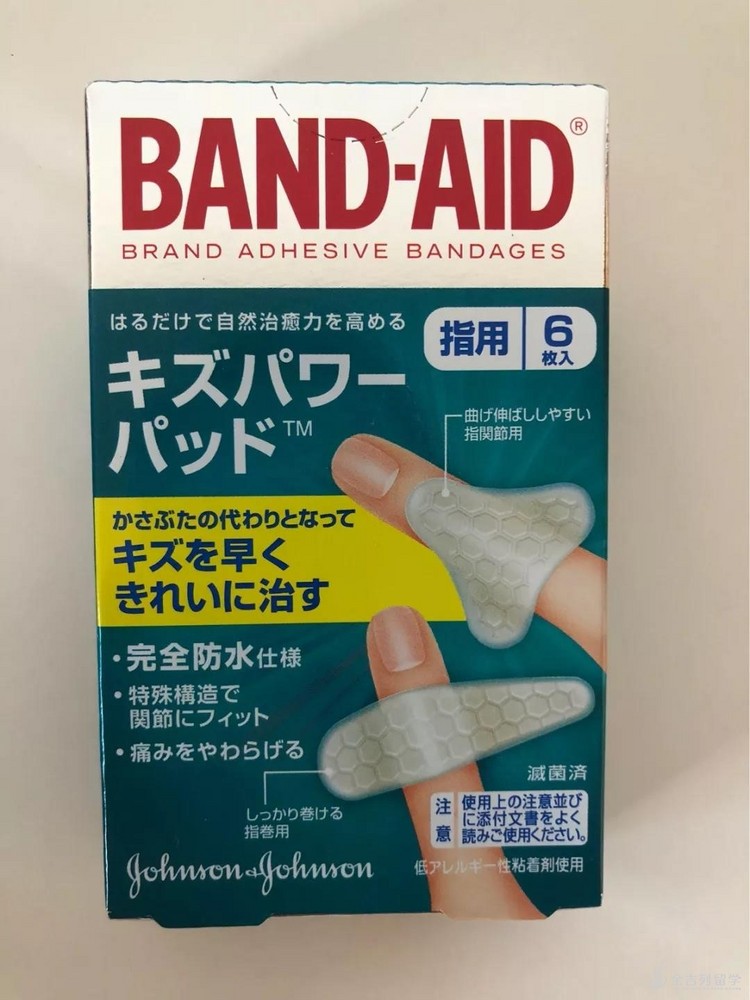 BAND-AID®
BRAND ADHESIVE BANDAGES
はるだけで自然治癒力を高める
指用
6
枚入
キズパワー
パッド™
曲げ伸ばししやすい
指関節用
かさぶたの代わりとなって
キズを早く
きれいに治す
・完全防水仕様
・特殊構造で
関節にフィット
・痛みをやわらげる
しっかり巻ける
指巻用
滅菌済
注意
使用上の注意並び
に添付文書をよく
読みご使用ください。
Johnson & Johnson
低アレルギー性粘着剤使用